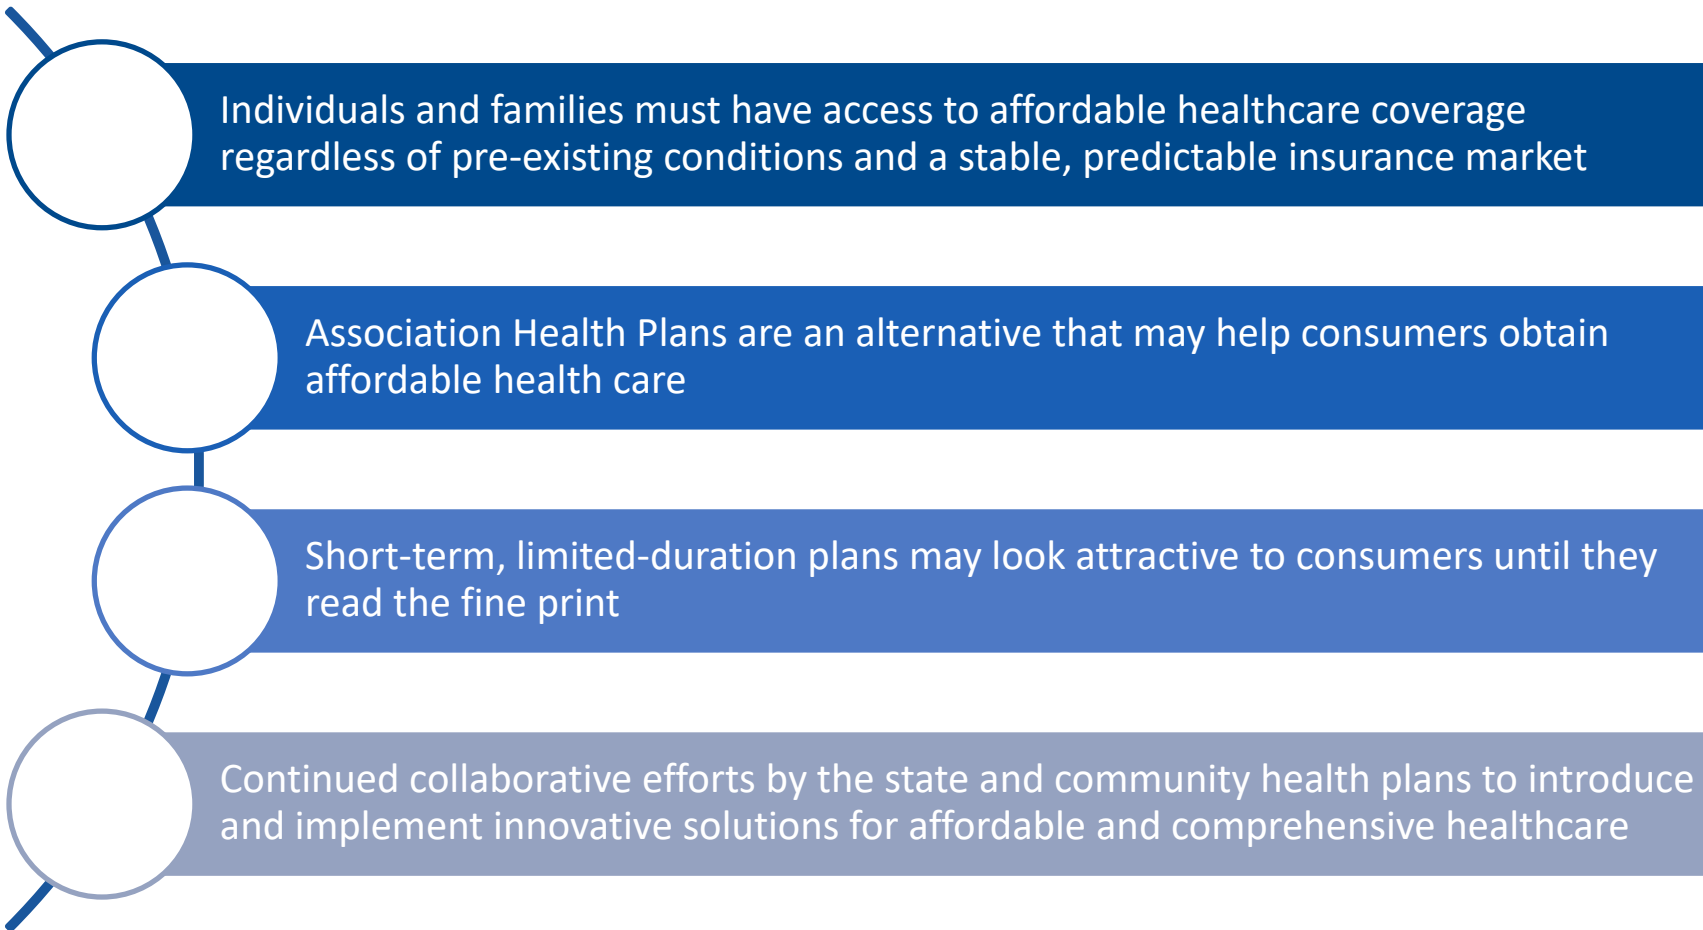 Individuals and families must have access to affordable healthcare coverage
regardless of pre-existing conditions and a stable, predictable insurance market
Association Health Plans are an alternative that may help consumers obtain
affordable health care
Short-term, limited-duration plans may look attractive to consumers until they
read the fine print
Continued collaborative efforts by the state and community health plans to introduce
and implement innovative solutions for affordable and comprehensive healthcare